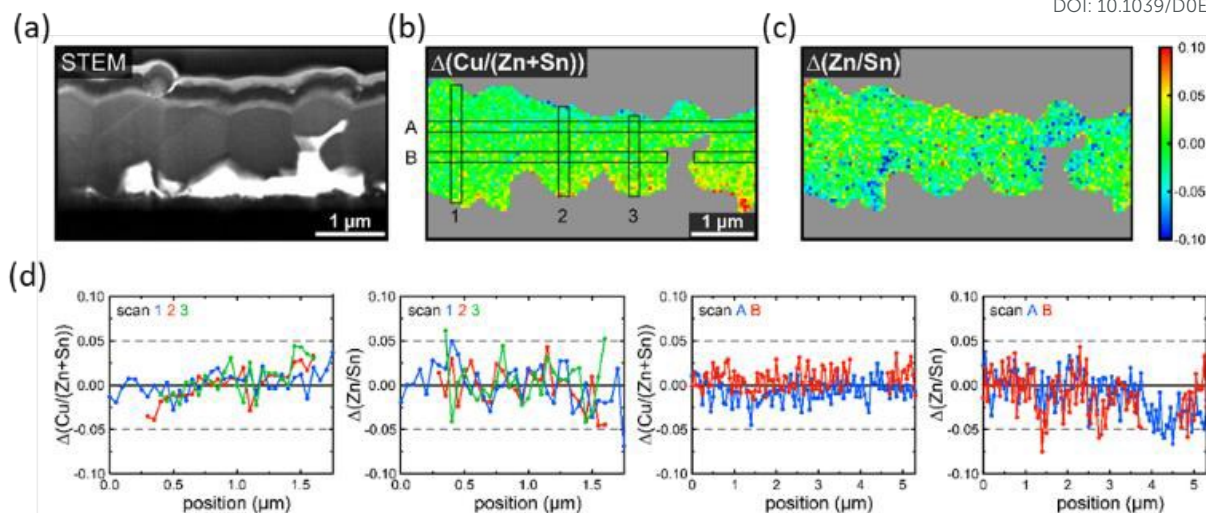 DOI: 10.1039/D0E
(a)
STEM
1 μm
(b)
Δ(Cu/(Zn+Sn))
A
B
1
2
3
1 μm
(c)
Δ(Zn/Sn)
0.10
0.05
0.00
-0.05
-0.10
(d)
Δ(Cu/(Zn+Sn))
0.10
0.05
0.00
-0.05
-0.10
scan 1 2 3
0.0 0.5 1.0 1.5
position (μm)
Δ(Zn/Sn)
0.10
0.05
0.00
-0.05
-0.10
scan 1 2 3
0.0 0.5 1.0 1.5
position (μm)
Δ(Cu/(Zn+Sn))
0.10
0.05
0.00
-0.05
-0.10
scan A B
0 1 2 3 4 5
position (μm)
Δ(Zn/Sn)
0.10
0.05
0.00
-0.05
-0.10
scan A B
0 1 2 3 4 5
position (μm)